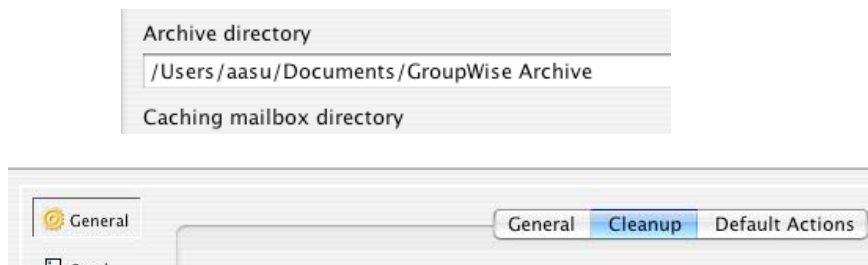 Archive directory
/Users/aasu/Documents/GroupWise Archive
Caching mailbox directory
General
General Cleanup Default Actions